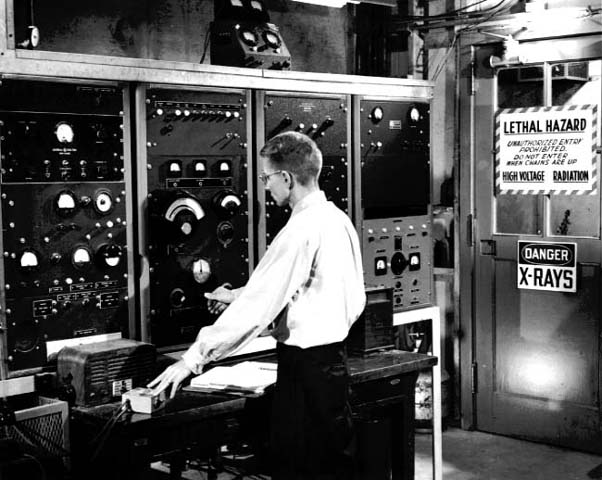 LETHAL HAZARD
UNAUTHORIZED ENTRY
PROHIBITED.
DO NOT ENTER
WHEN CHAINS ARE UP
HIGH VOLTAGE RADIATION
DANGER
X-RAYS